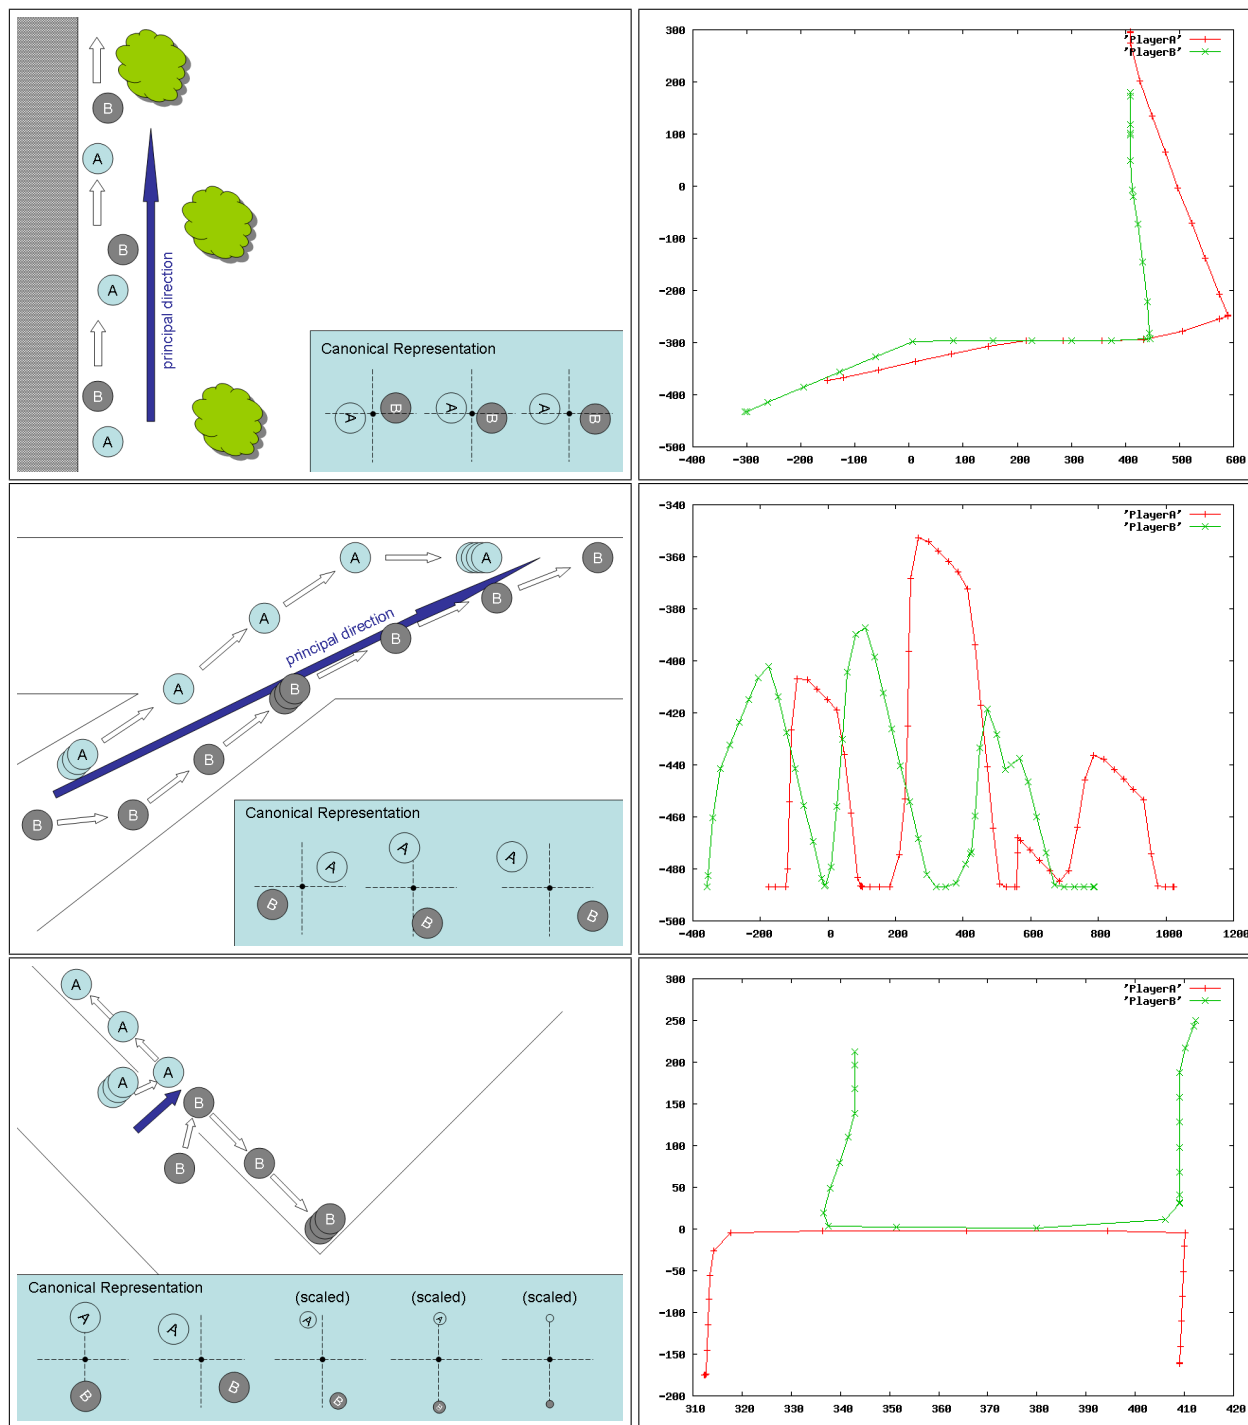 B
A
B
A
B
A
principal direction
Canonical Representation
A B A B A B
300
200
100
0
-100
-200
-300
-400
-500
-400 -300 -200 -100 0 100 200 300 400 500 600
'PlayerA'
'PlayerB'
A A B
B
A
principal direction
B
A B
A B
B B
Canonical Representation
A A A
B B B
-340
-360
-380
-400
-420
-440
-460
-480
-500
-400 -200 0 200 400 600 800 1000 1200
'PlayerA'
'PlayerB'
A
A
A
A
B
B B
B
Canonical Representation (scaled) (scaled) (scaled)
A A A A
B B B B
300
250
200
150
100
50
0
-50
-100
-150
-200
310 320 330 340 350 360 370 380 390 400 410 420
'PlayerA'
'PlayerB'